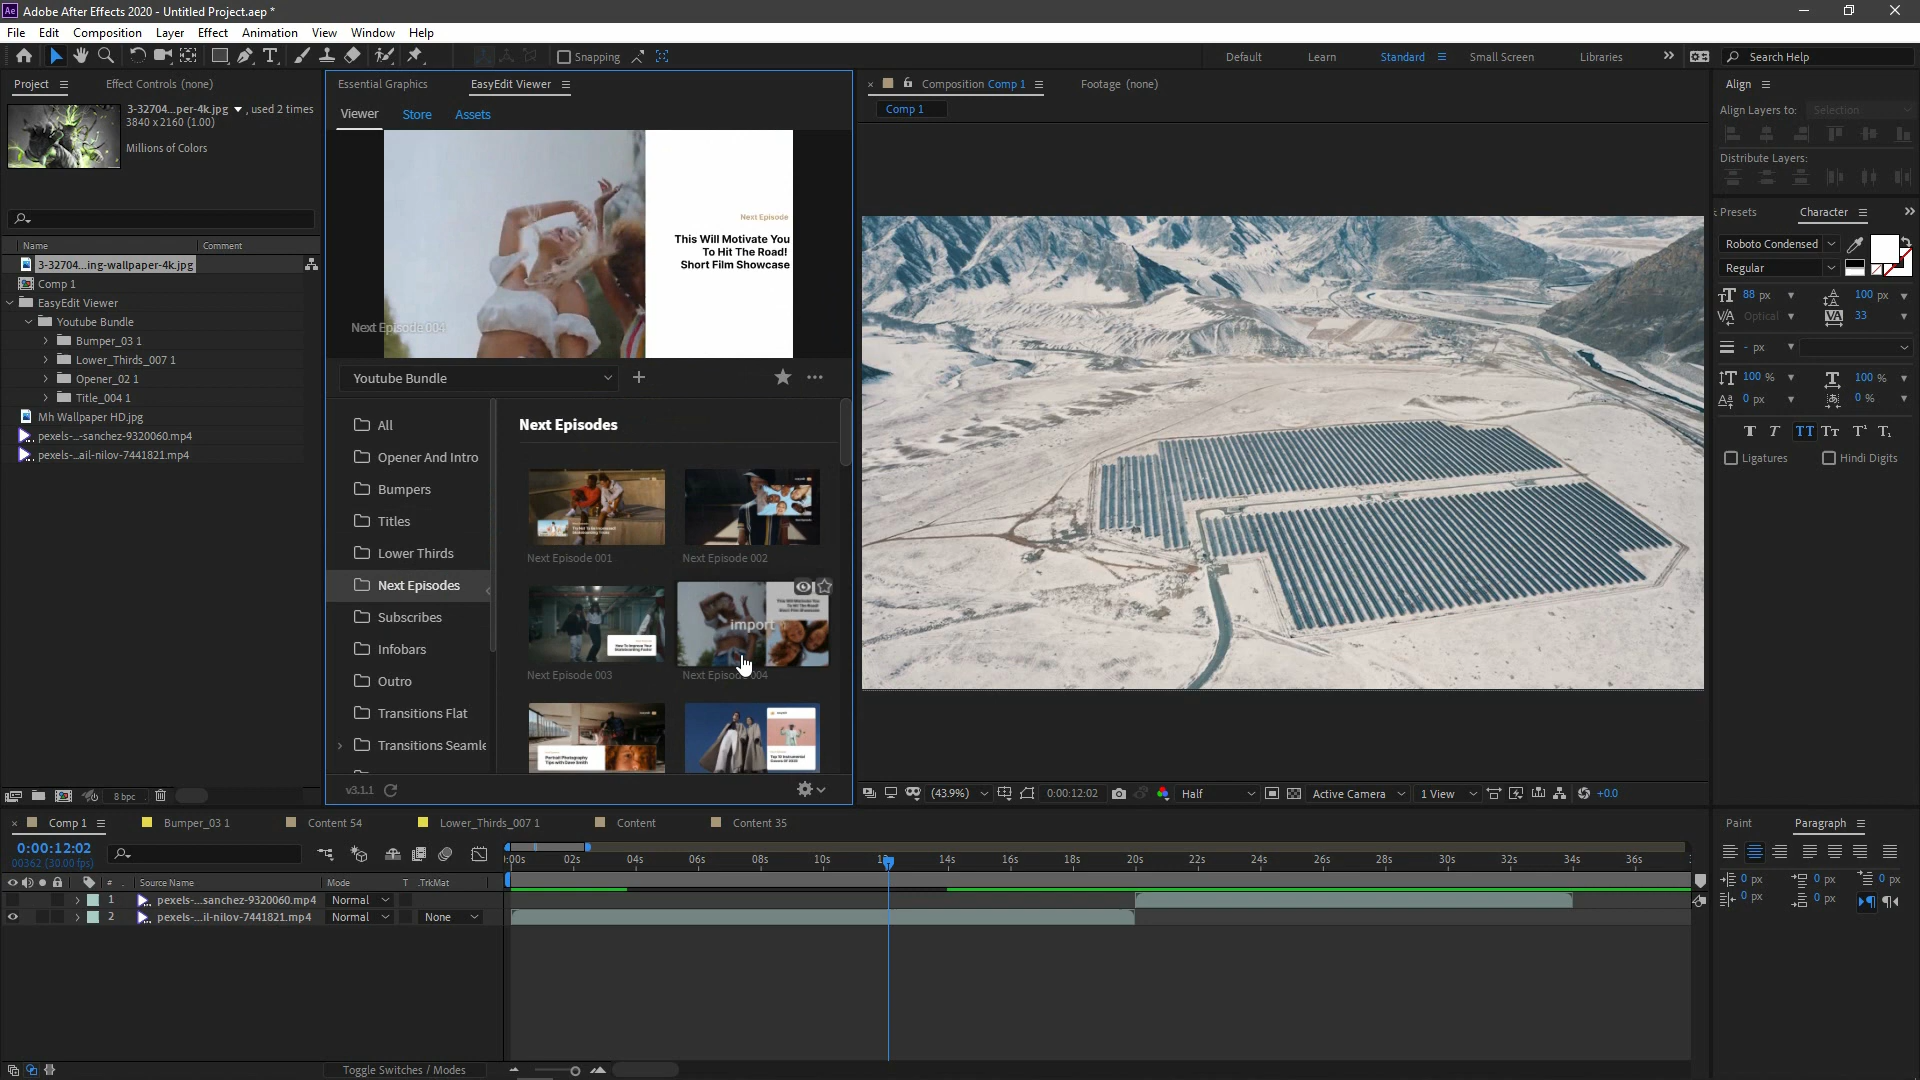 Adobe After Effects 2020 - Untitled Project.aep *
File Edit Composition Layer Effect Animation View Window Help
Snapping
Default Learn Standard Small Screen Libraries Search Help
Project Effect Controls (none)
3-32704...per-4k.jpg , used 2 times
3840 x 2160 (1.00)
Millions of Colors
Name Comment
3-32704...ing-wallpaper-4k.jpg
Comp 1
EasyEdit Viewer
Youtube Bundle
Bumper_03 1
Lower_Thirds_007 1
Opener_02 1
Title_004 1
Mh Wallpaper HD.jpg
pexels-...-sanchez-9320060.mp4
pexels-...ail-nilov-7441821.mp4
8 bpc
Essential Graphics EasyEdit Viewer
Viewer Store Assets
Next Episode
This Will Motivate You
To Hit The Road!
Short Film Showcase
Next Episode 004
Youtube Bundle
All
Opener And Intro
Bumpers
Titles
Lower Thirds
Next Episodes
Subscribes
Infobars
Outro
Transitions Flat
Transitions Seamle
Next Episodes
Next Episode 001 Next Episode 002
import
Next Episode 003 Next Episode 004
v3.1.1
Composition Comp 1 Footage (none)
Comp 1
(43.9%) 0:00:12:02 Half Active Camera 1 View +0.0
Align
Align Layers to: Selection
Distribute Layers:
Presets Character
Roboto Condensed
Regular
88 px 100 px
Optical 33
- px
100 % 100 %
0 px 0 %
Ligatures Hindi Digits
Comp 1 Bumper_03 1 Content 54 Lower_Thirds_007 1 Content Content 35
0:00:12:02
00362 (30.00 fps)
:00s 02s 04s 06s 08s 10s 12s 14s 16s 18s 20s 22s 24s 26s 28s 30s 32s 34s 36s
# Source Name Mode T .TrkMat
1 pexels-...sanchez-9320060.mp4 Normal
2 pexels-...il-nilov-7441821.mp4 Normal None
Toggle Switches / Modes
Paint Paragraph
0 px 0 px 0 px
0 px 0 px